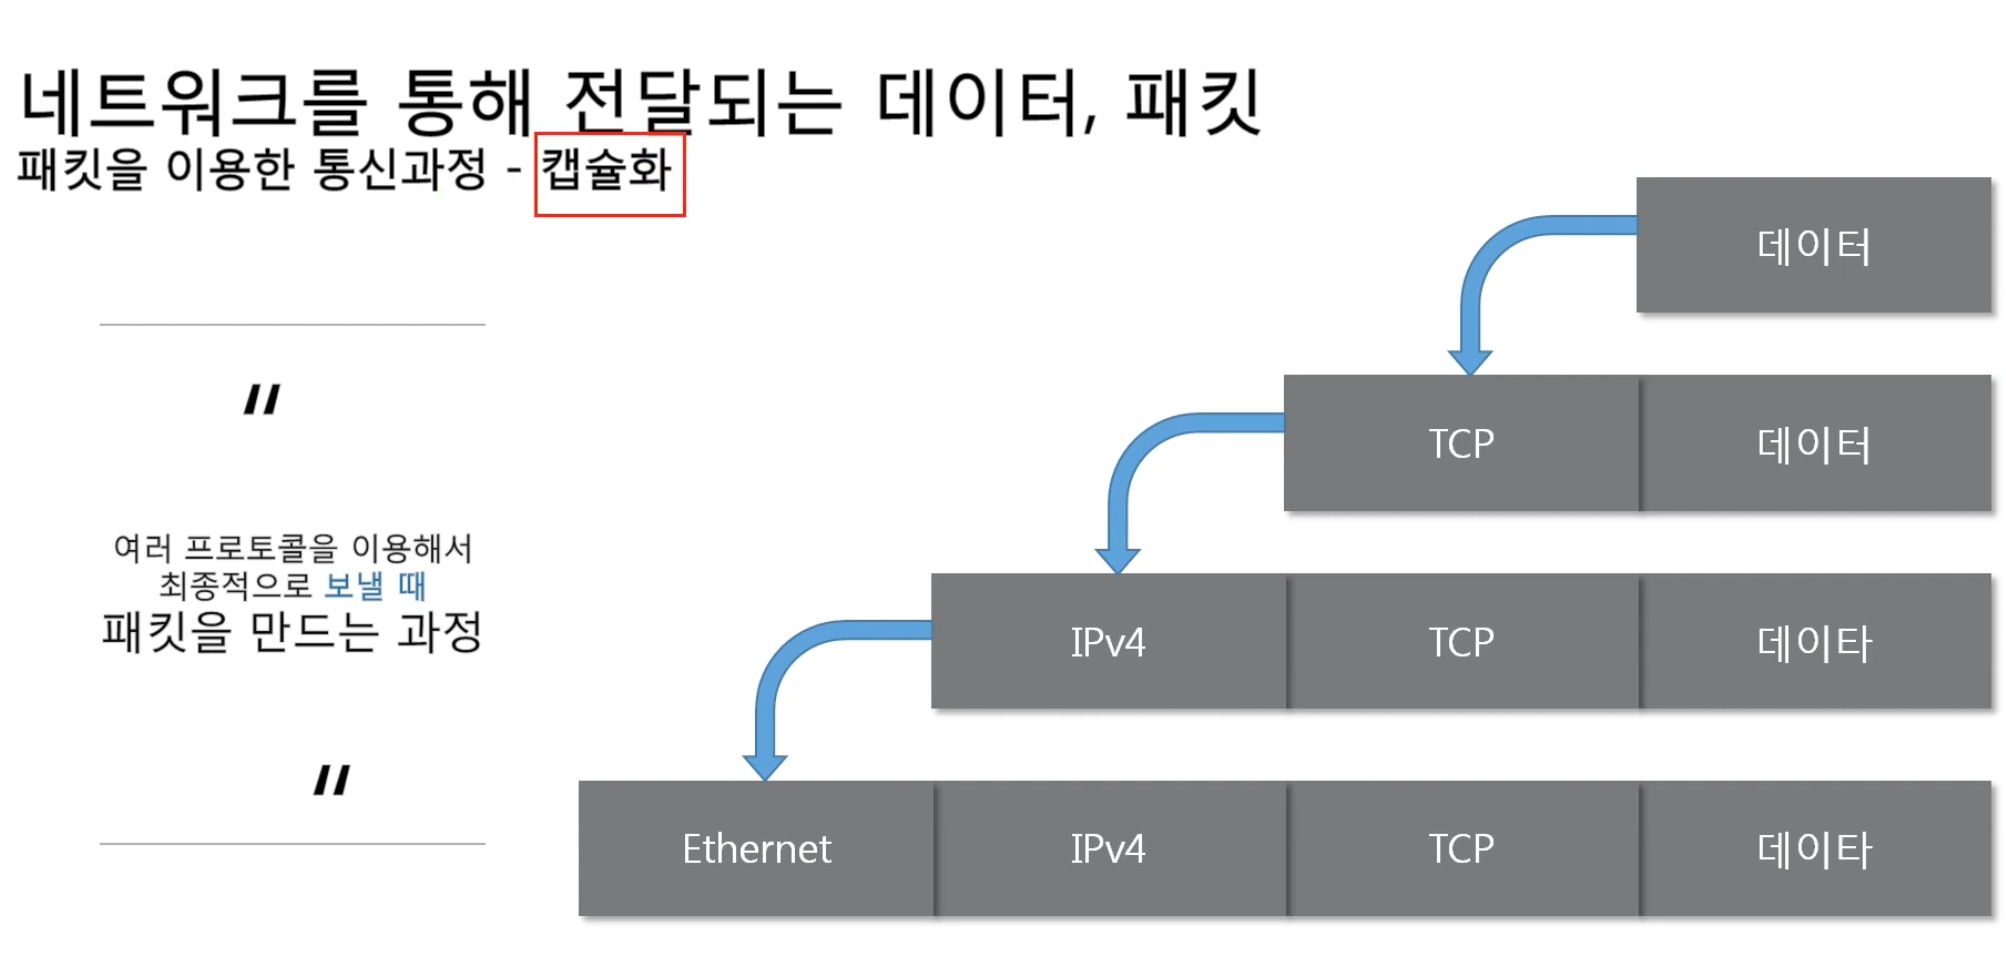 네트워크를 통해 전달되는 데이터, 패킷
패킷을 이용한 통신과정 - 캡슐화
데이터
"
TCP 데이터
여러 프로토콜을 이용해서
최종적으로 보낼 때
패킷을 만드는 과정
IPv4 TCP 데이타
"
Ethernet IPv4 TCP 데이타